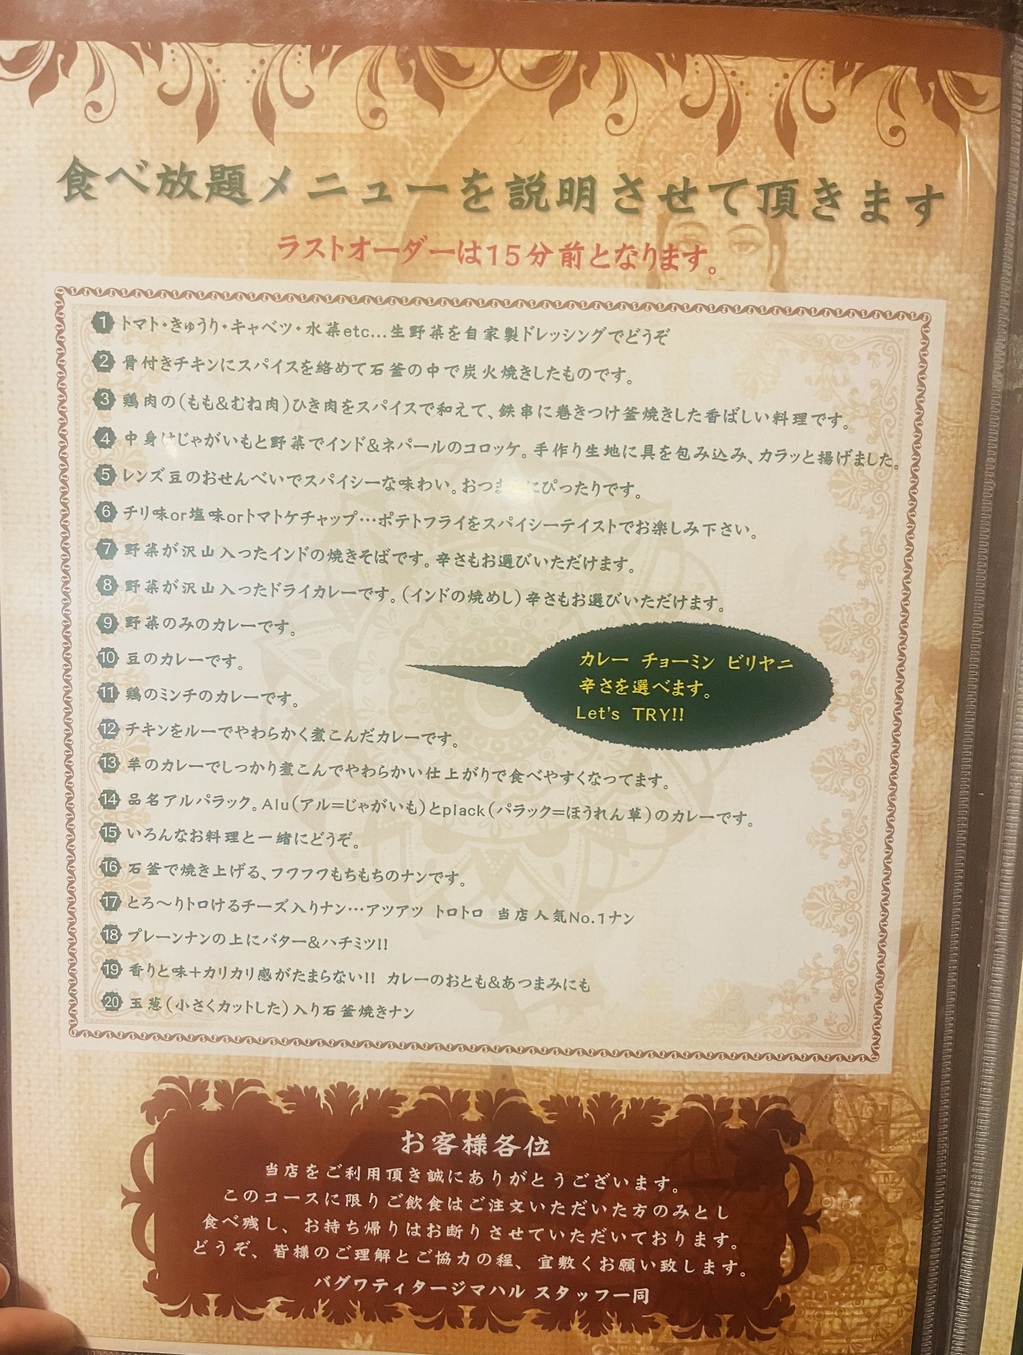 食べ放題メニューを説明させて頂きます
ラストオーダーは15分前となります。
1 トマト・きゅうり・キャベツ・水菜etc...生野菜を自家製ドレッシングでどうぞ
2 骨付きチキンにスパイスを絡めて石釜の中で炭火焼きしたものです。
3 鶏肉の(もも&むね肉)ひき肉をスパイスで和えて、鉄串に巻きつけ釜焼きした香ばしい料理です。
4 中身はじゃがいもと野菜でインド&ネパールのコロッケ。手作り生地に具を包み込み、カラッと揚げました。
5 レンズ豆のおせんべいでスパイシーな味わい。おつまみにぴったりです。
6 チリ味or塩味orトマトケチャップ…ポテトフライをスパイシーテイストでお楽しみ下さい。
7 野菜が沢山入ったインドの焼きそばです。辛さもお選びいただけます。
8 野菜が沢山入ったドライカレーです。(インドの焼めし)辛さもお選びいただけます。
9 野菜のみのカレーです。
10 豆のカレーです。
カレー チョーミン ビリヤニ
辛さを選べます。
Let's TRY!!
11 鶏のミンチのカレーです。
12 チキンをルーでやわらかく煮こんだカレーです。
13 羊のカレーでしっかり煮こんでやわらかい仕上がりで食べやすくなってます。
14 品名アルパラック。Alu(アル=じゃがいも)とplack(パラック=ほうれん草)のカレーです。
15 いろんなお料理と一緒にどうぞ。
16 石釜で焼き上げる、フワフワもちもちのナンです。
17 とろ〜りトロけるチーズ入りナン…アツアツ トロトロ 当店人気No.1ナン
18 プレーンナンの上にバター&ハチミツ!!
19 香りと味+カリカリ感がたまらない!! カレーのおとも&あつまみにも
20 玉葱(小さくカットした)入り石釜焼きナン
お客様各位
当店をご利用頂き誠にありがとうございます。
このコースに限りご飲食はご注文いただいた方のみとし
食べ残し、お持ち帰りはお断りさせていただいております。
どうぞ、皆様のご理解とご協力の程、宜敷くお願い致します。
バグワティタージマハル スタッフ一同